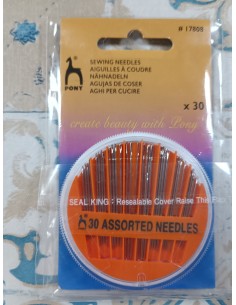 # 17808
SEWING NEEDLES
AIGUILLES À COUDRE
NÄHNADELN
AGUJAS DE COSER
AGHI PER CUCIRE
PONY
x 30
create beauty with Pony
SEAL KING: Resealable Cover Raise This
30 ASSORTED NEEDLES